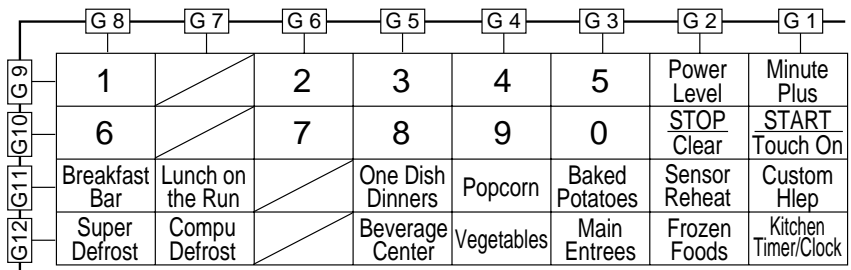 G 8 G 7 G 6 G 5 G 4 G 3 G 2 G 1
G 9 1 2 3 4 5 Power Level Minute Plus
G10 6 7 8 9 0 STOP Clear START Touch On
G11 Breakfast Bar Lunch on the Run One Dish Dinners Popcorn Baked Potatoes Sensor Reheat Custom Hlep
G12 Super Defrost Compu Defrost Beverage Center Vegetables Main Entrees Frozen Foods Kitchen Timer/Clock